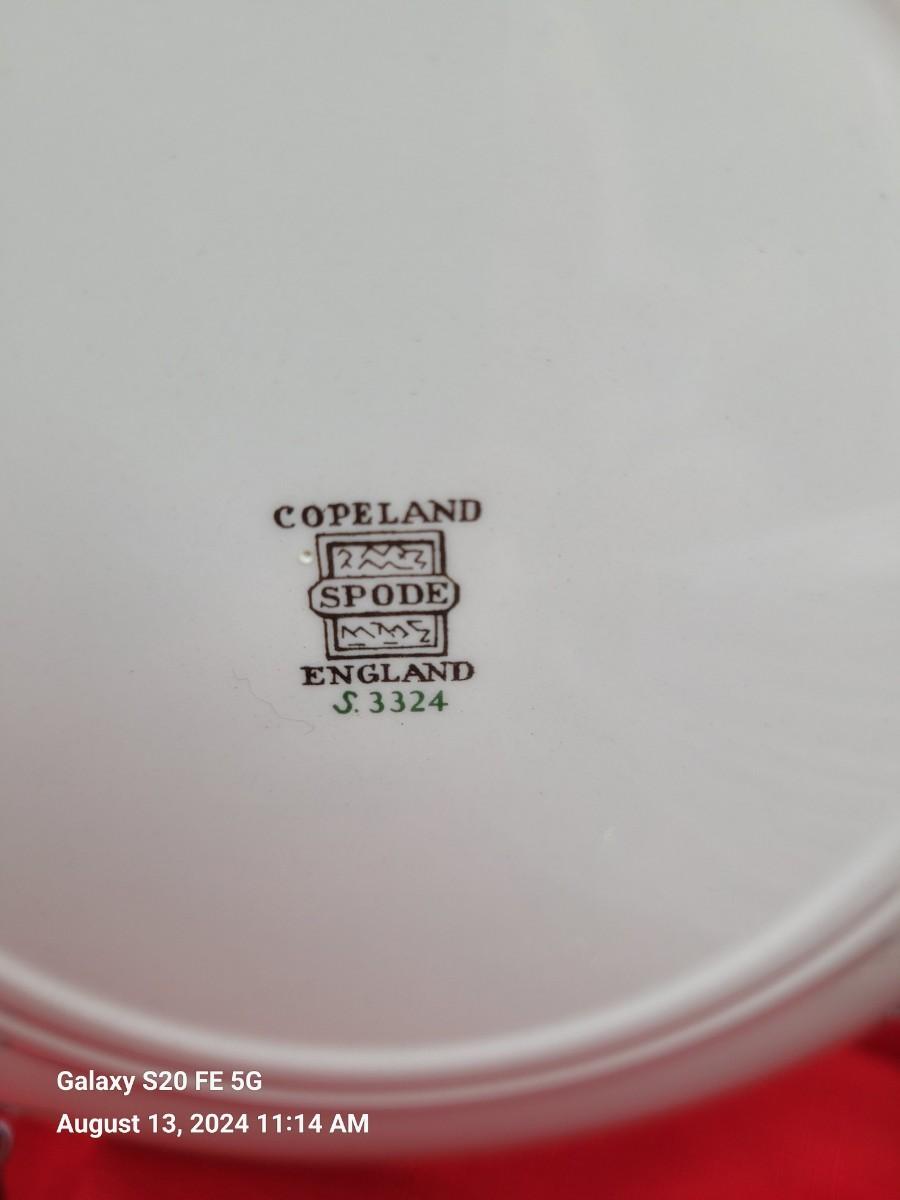 COPELAND
SPODE
ENGLAND
S. 3324
Galaxy S20 FE 5G
August 13, 2024 11:14 AM